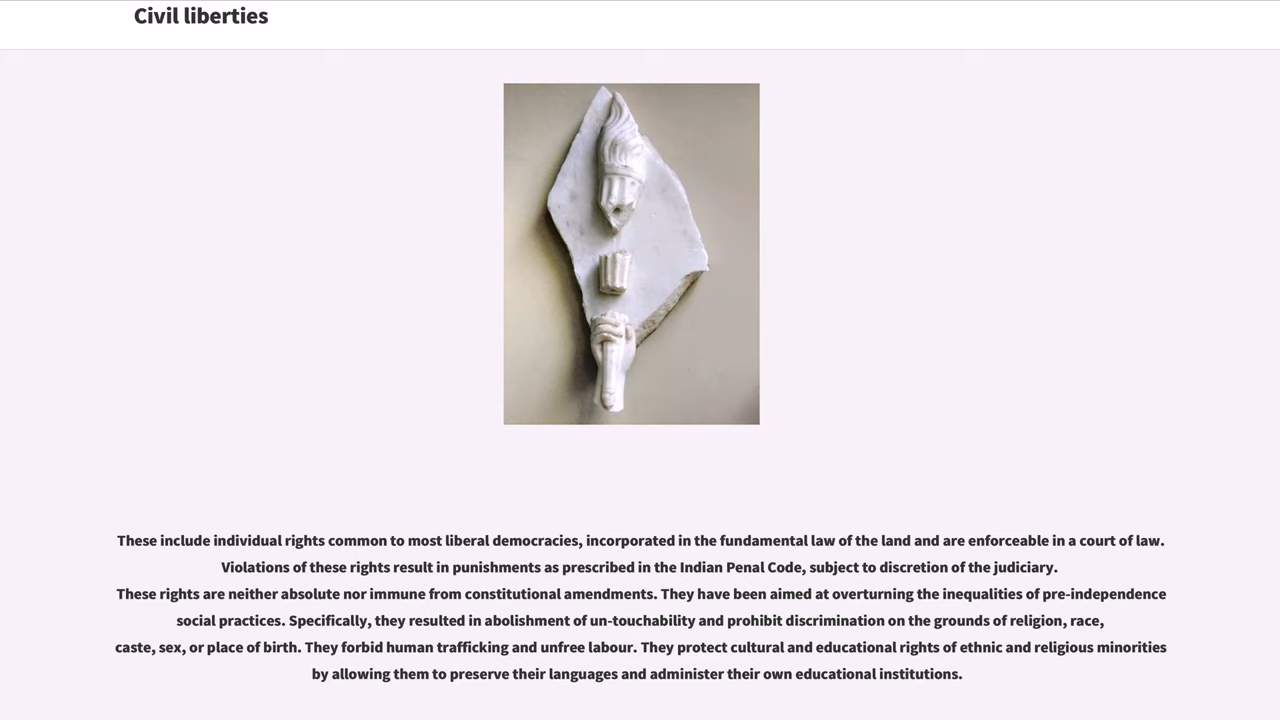 Civil liberties
These include individual rights common to most liberal democracies, incorporated in the fundamental law of the land and are enforceable in a court of law.
Violations of these rights result in punishments as prescribed in the Indian Penal Code, subject to discretion of the judiciary.
These rights are neither absolute nor immune from constitutional amendments. They have been aimed at overturning the inequalities of pre-independence
social practices. Specifically, they resulted in abolishment of un-touchability and prohibit discrimination on the grounds of religion, race,
caste, sex, or place of birth. They forbid human trafficking and unfree labour. They protect cultural and educational rights of ethnic and religious minorities
by allowing them to preserve their languages and administer their own educational institutions.